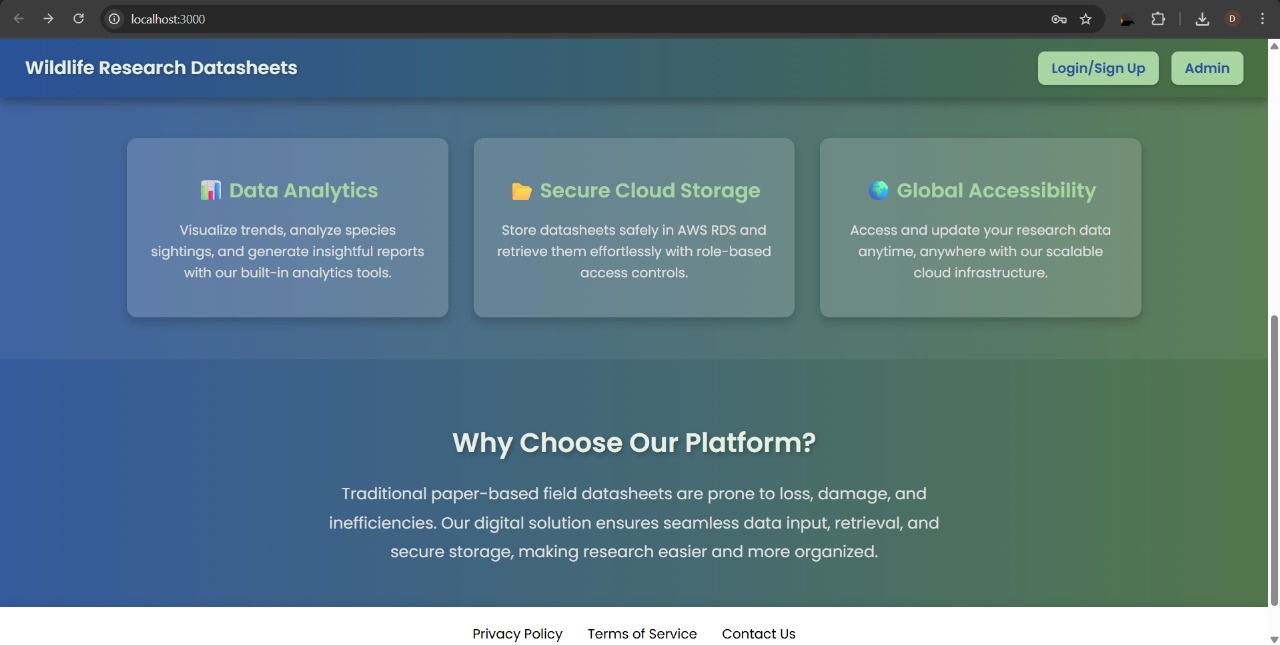 localhost:3000
D
Wildlife Research Datasheets
Login/Sign Up
Admin
Data Analytics
Visualize trends, analyze species
sightings, and generate insightful reports
with our built-in analytics tools.
Secure Cloud Storage
Store datasheets safely in AWS RDS and
retrieve them effortlessly with role-based
access controls.
Global Accessibility
Access and update your research data
anytime, anywhere with our scalable
cloud infrastructure.
Why Choose Our Platform?
Traditional paper-based field datasheets are prone to loss, damage, and
inefficiencies. Our digital solution ensures seamless data input, retrieval, and
secure storage, making research easier and more organized.
Privacy Policy
Terms of Service
Contact Us